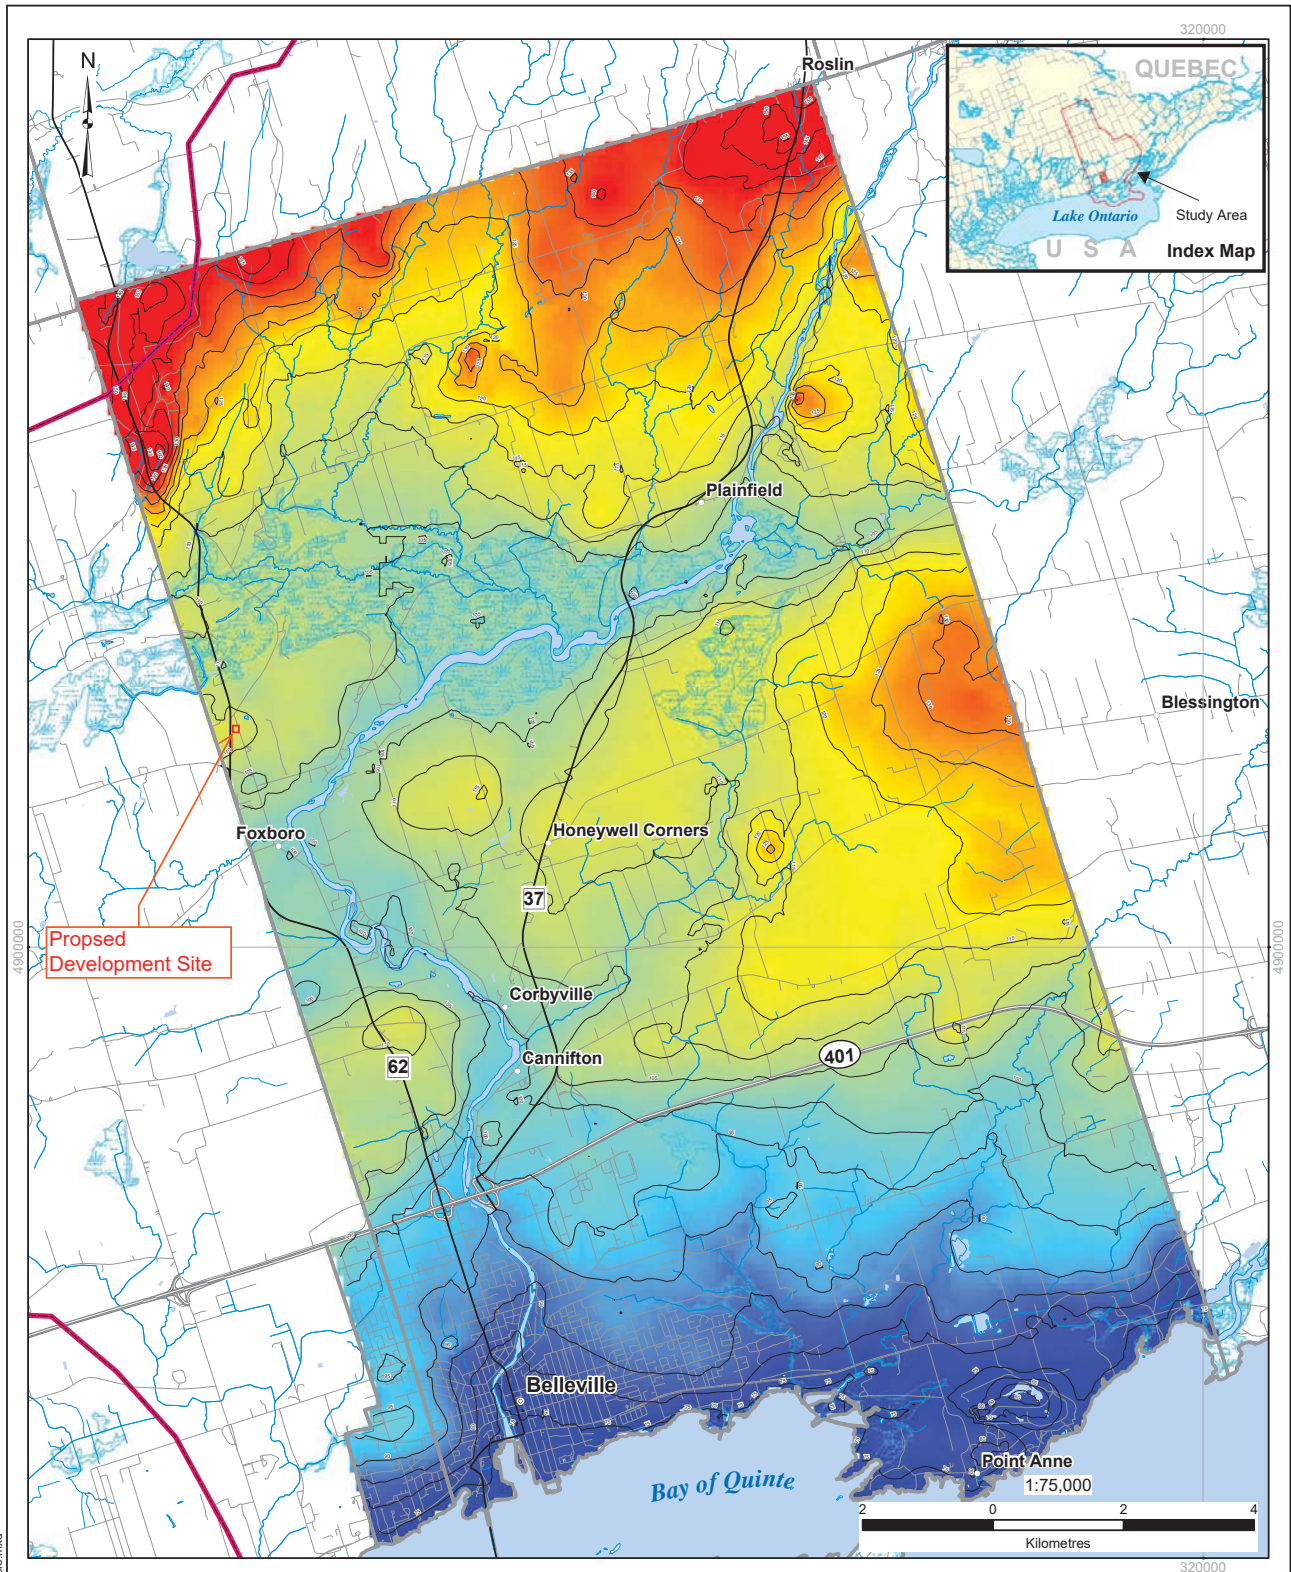 320000
N
Roslin
QUEBEC
Lake Ontario
Study Area
U S A
Index Map
Plainfield
Blessington
Foxboro
Honeywell Corners
37
Propsed
Development Site
4900000
4900000
Corbyville
Cannifton
62
401
Belleville
Bay of Quinte
Point Anne
1:75,000
2 0 2 4
Kilometres
320000